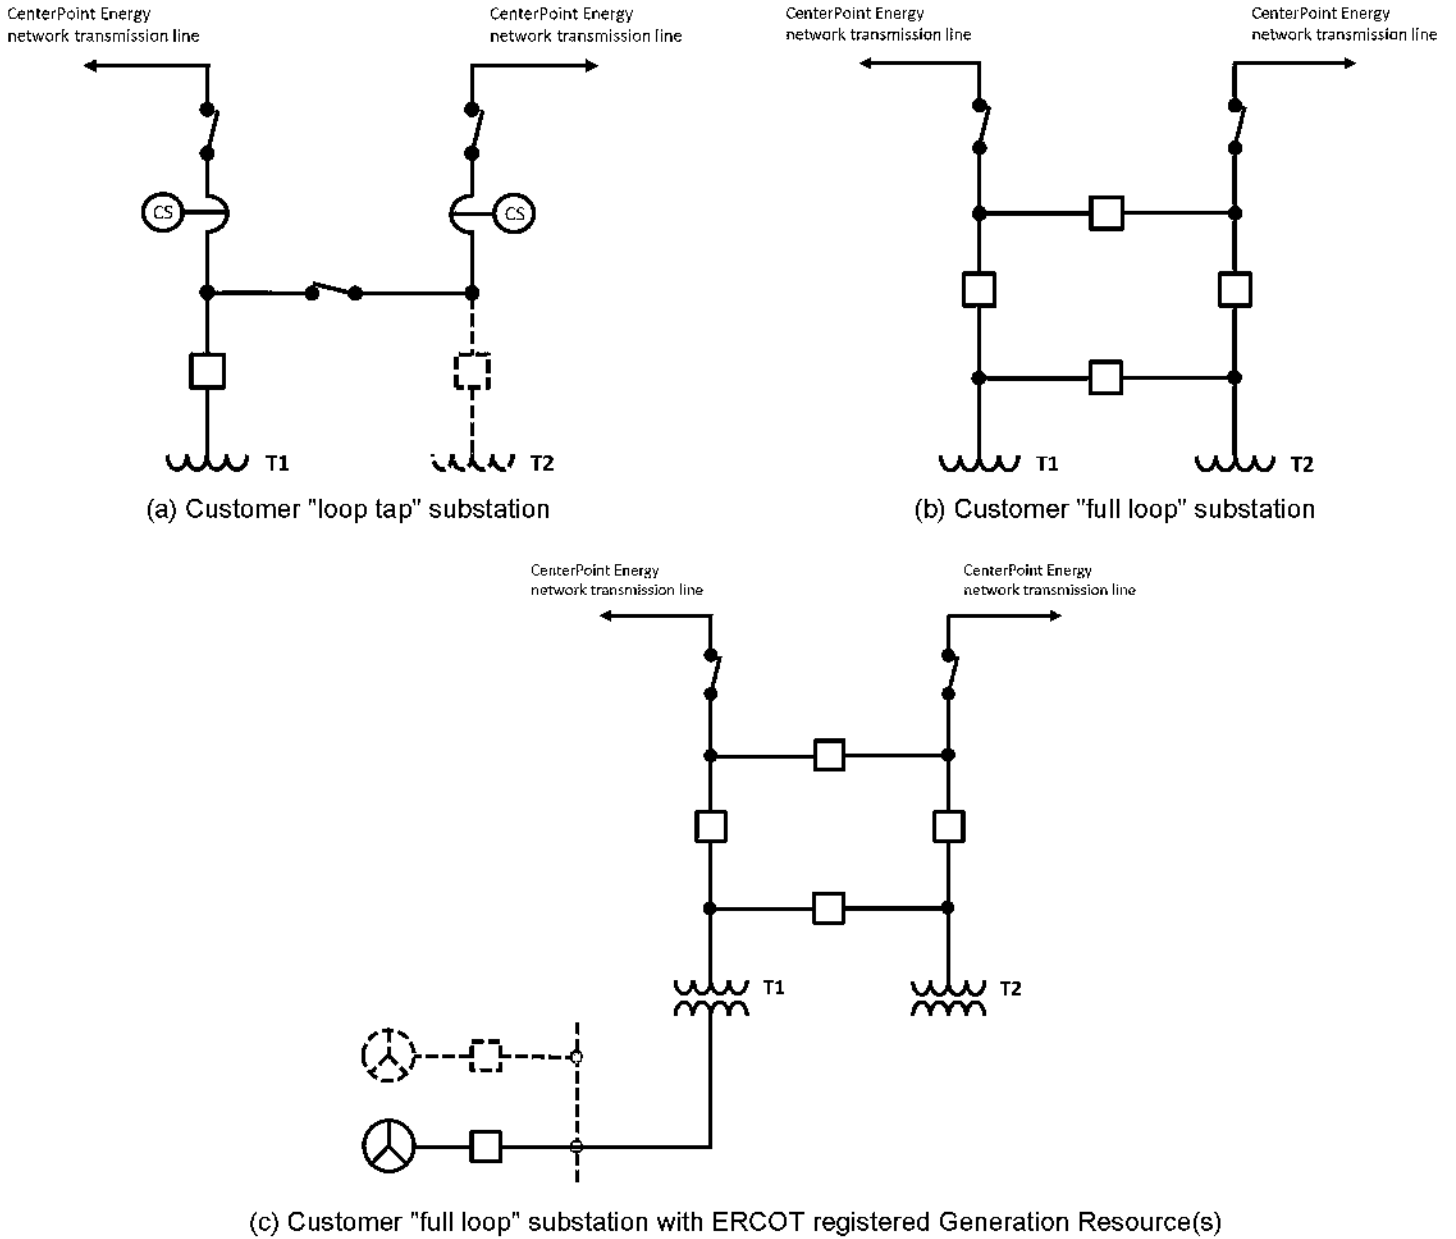 CenterPoint Energy
network transmission line
CenterPoint Energy
network transmission line
CenterPoint Energy
network transmission line
CenterPoint Energy
network transmission line
CS
CS
T1
T2
T1
T2
(a) Customer "loop tap" substation
(b) Customer "full loop" substation
CenterPoint Energy
network transmission line
CenterPoint Energy
network transmission line
T1
T2
(c) Customer "full loop" substation with ERCOT registered Generation Resource(s)